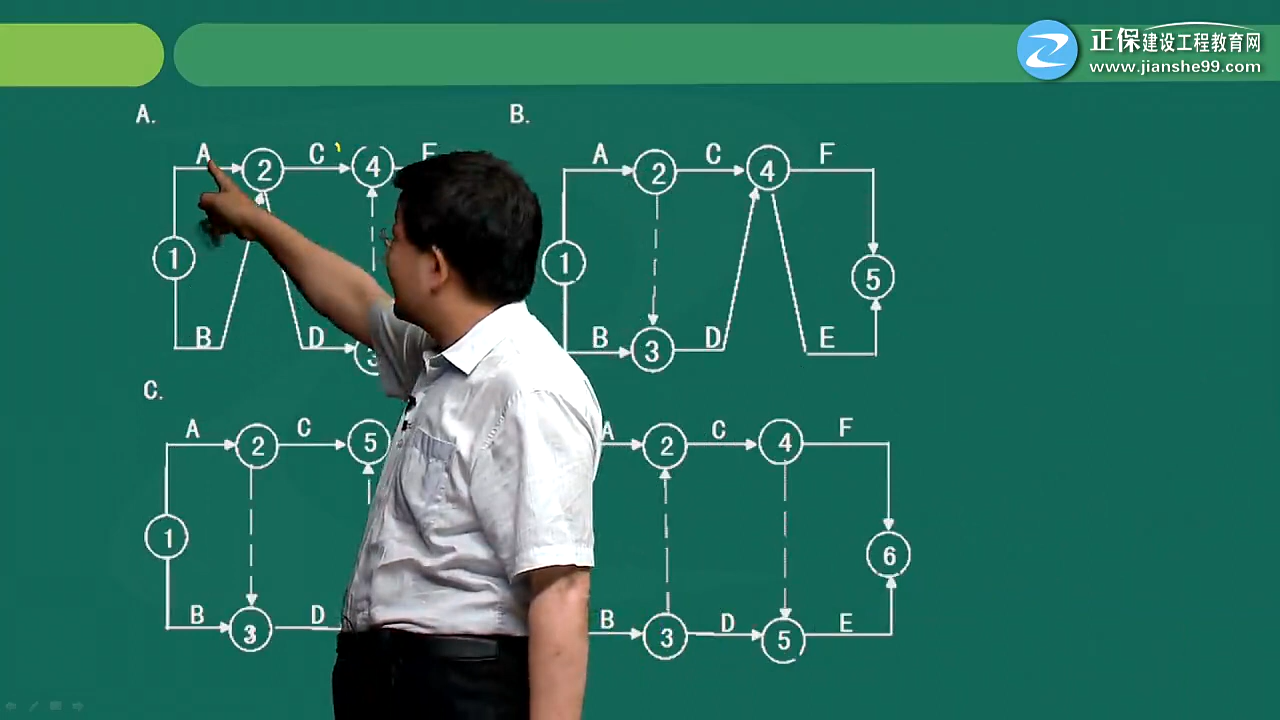 正保建设工程教育网
www.jianshe99.com
A.
B.
A C F
2 4
1
B D
3
A C F
2 4
1 5
B D E
3
C.
A C
2 5
1
B D
3
A C F
2 4
6
B D E
3 5